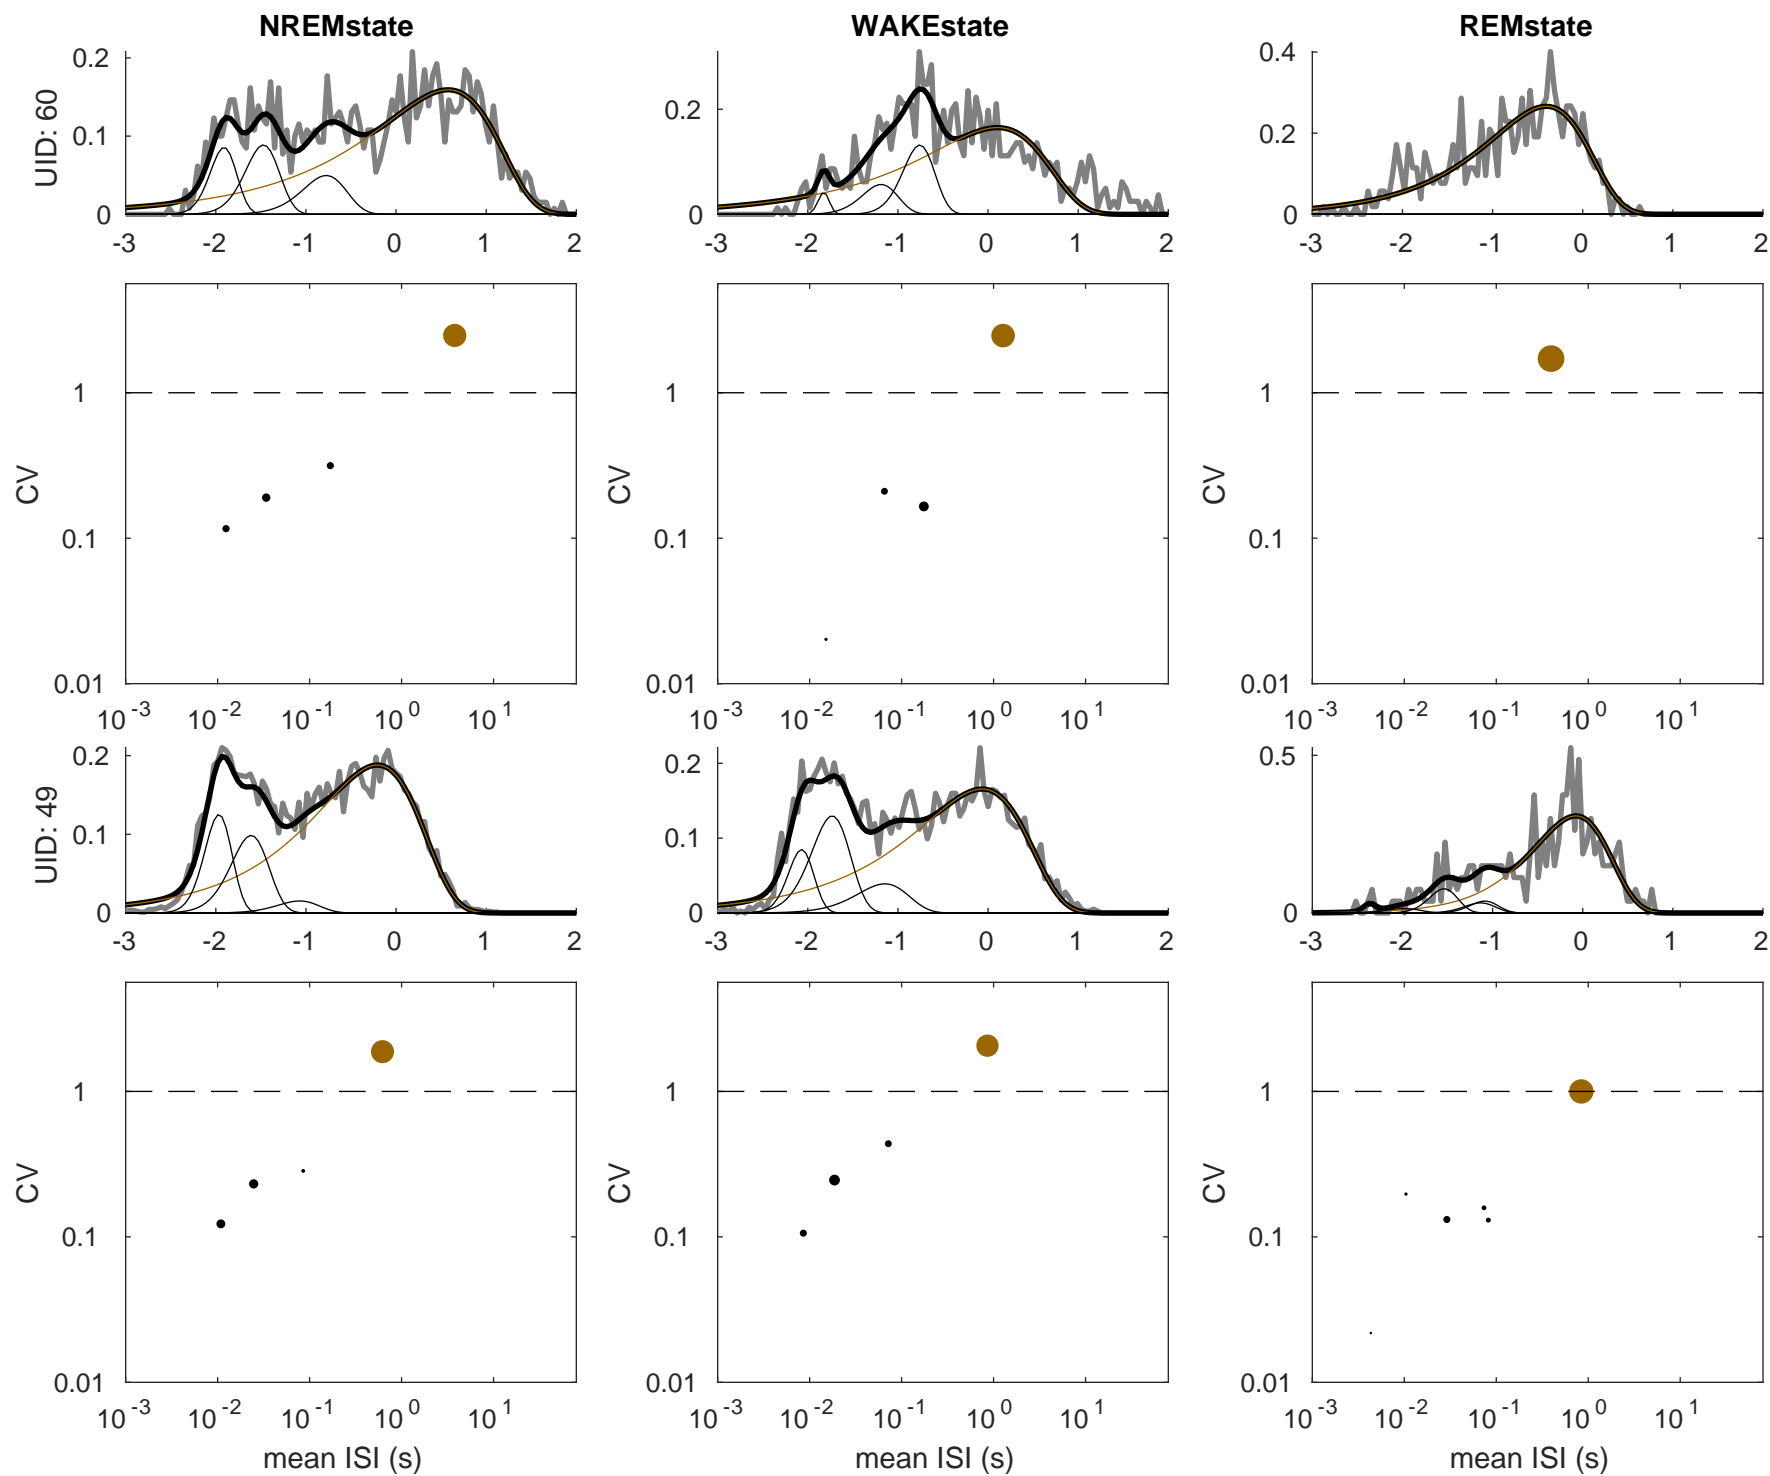 NREMstate WAKEstate REMstate
UID: 60
0.2 0.1 0
-3 -2 -1 0 1 2
0.2 0
-3 -2 -1 0 1 2
0.4 0.2 0
-3 -2 -1 0 1 2
CV
1 0.1 0.01
10^-3 10^-2 10^-1 10^0 10^1
CV
1 0.1 0.01
10^-3 10^-2 10^-1 10^0 10^1
CV
1 0.1 0.01
10^-3 10^-2 10^-1 10^0 10^1
UID: 49
0.2 0.1 0
-3 -2 -1 0 1 2
0.2 0.1 0
-3 -2 -1 0 1 2
0.5 0
-3 -2 -1 0 1 2
CV
1 0.1 0.01
10^-3 10^-2 10^-1 10^0 10^1
mean ISI (s)
CV
1 0.1 0.01
10^-3 10^-2 10^-1 10^0 10^1
mean ISI (s)
CV
1 0.1 0.01
10^-3 10^-2 10^-1 10^0 10^1
mean ISI (s)